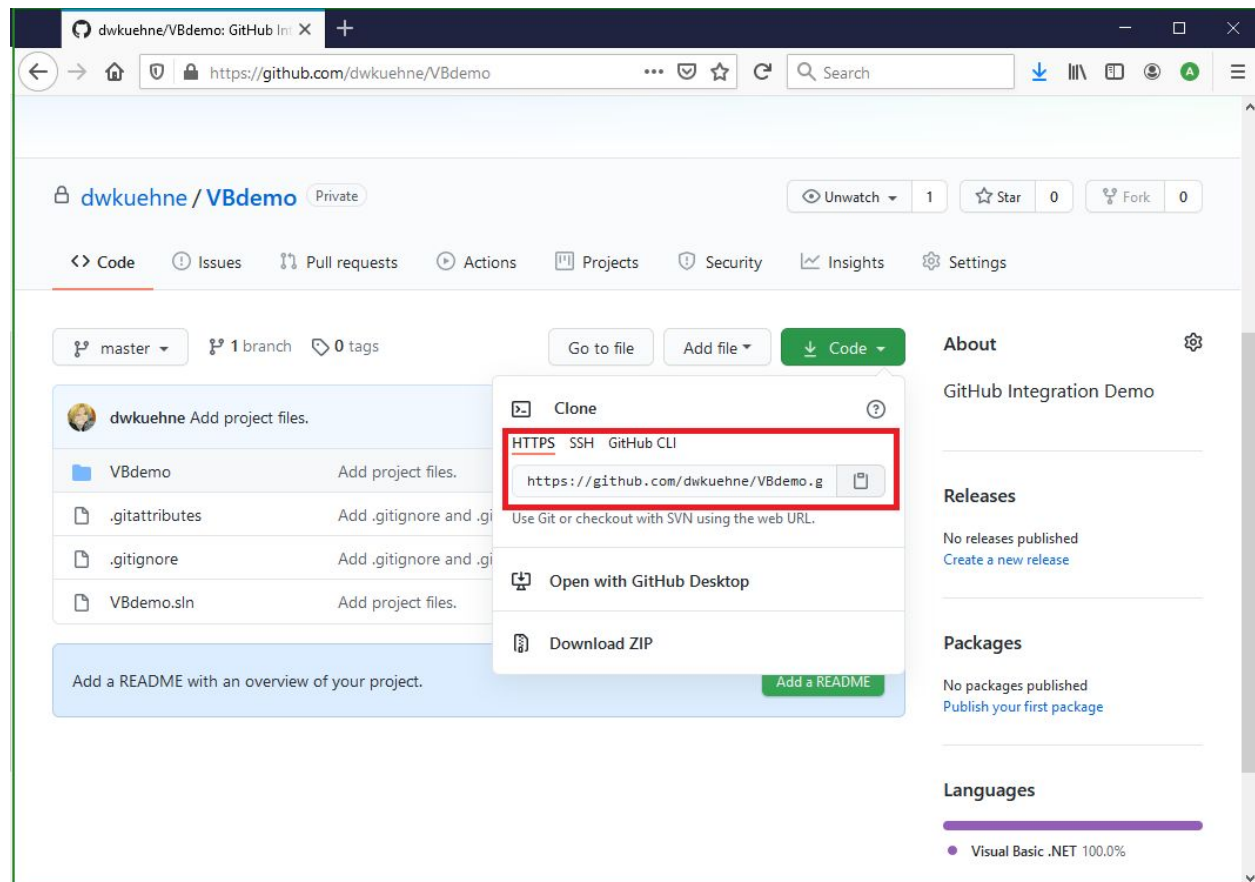 dwkuehne/VBdemo: GitHub Int
https://github.com/dwkuehne/VBdemo
Search
A
dwkuehne / VBdemo Private
Unwatch 1 Star 0 Fork 0
Code Issues Pull requests Actions Projects Security Insights Settings
master 1 branch 0 tags Go to file Add file Code
dwkuehne Add project files.
VBdemo Add project files.
.gitattributes Add .gitignore and .gi
.gitignore Add .gitignore and .gi
VBdemo.sln Add project files.
Add a README with an overview of your project. Add a README
Clone
HTTPS SSH GitHub CLI
https://github.com/dwkuehne/VBdemo.g
Use Git or checkout with SVN using the web URL.
Open with GitHub Desktop
Download ZIP
About
GitHub Integration Demo
Releases
No releases published
Create a new release
Packages
No packages published
Publish your first package
Languages
Visual Basic .NET 100.0%